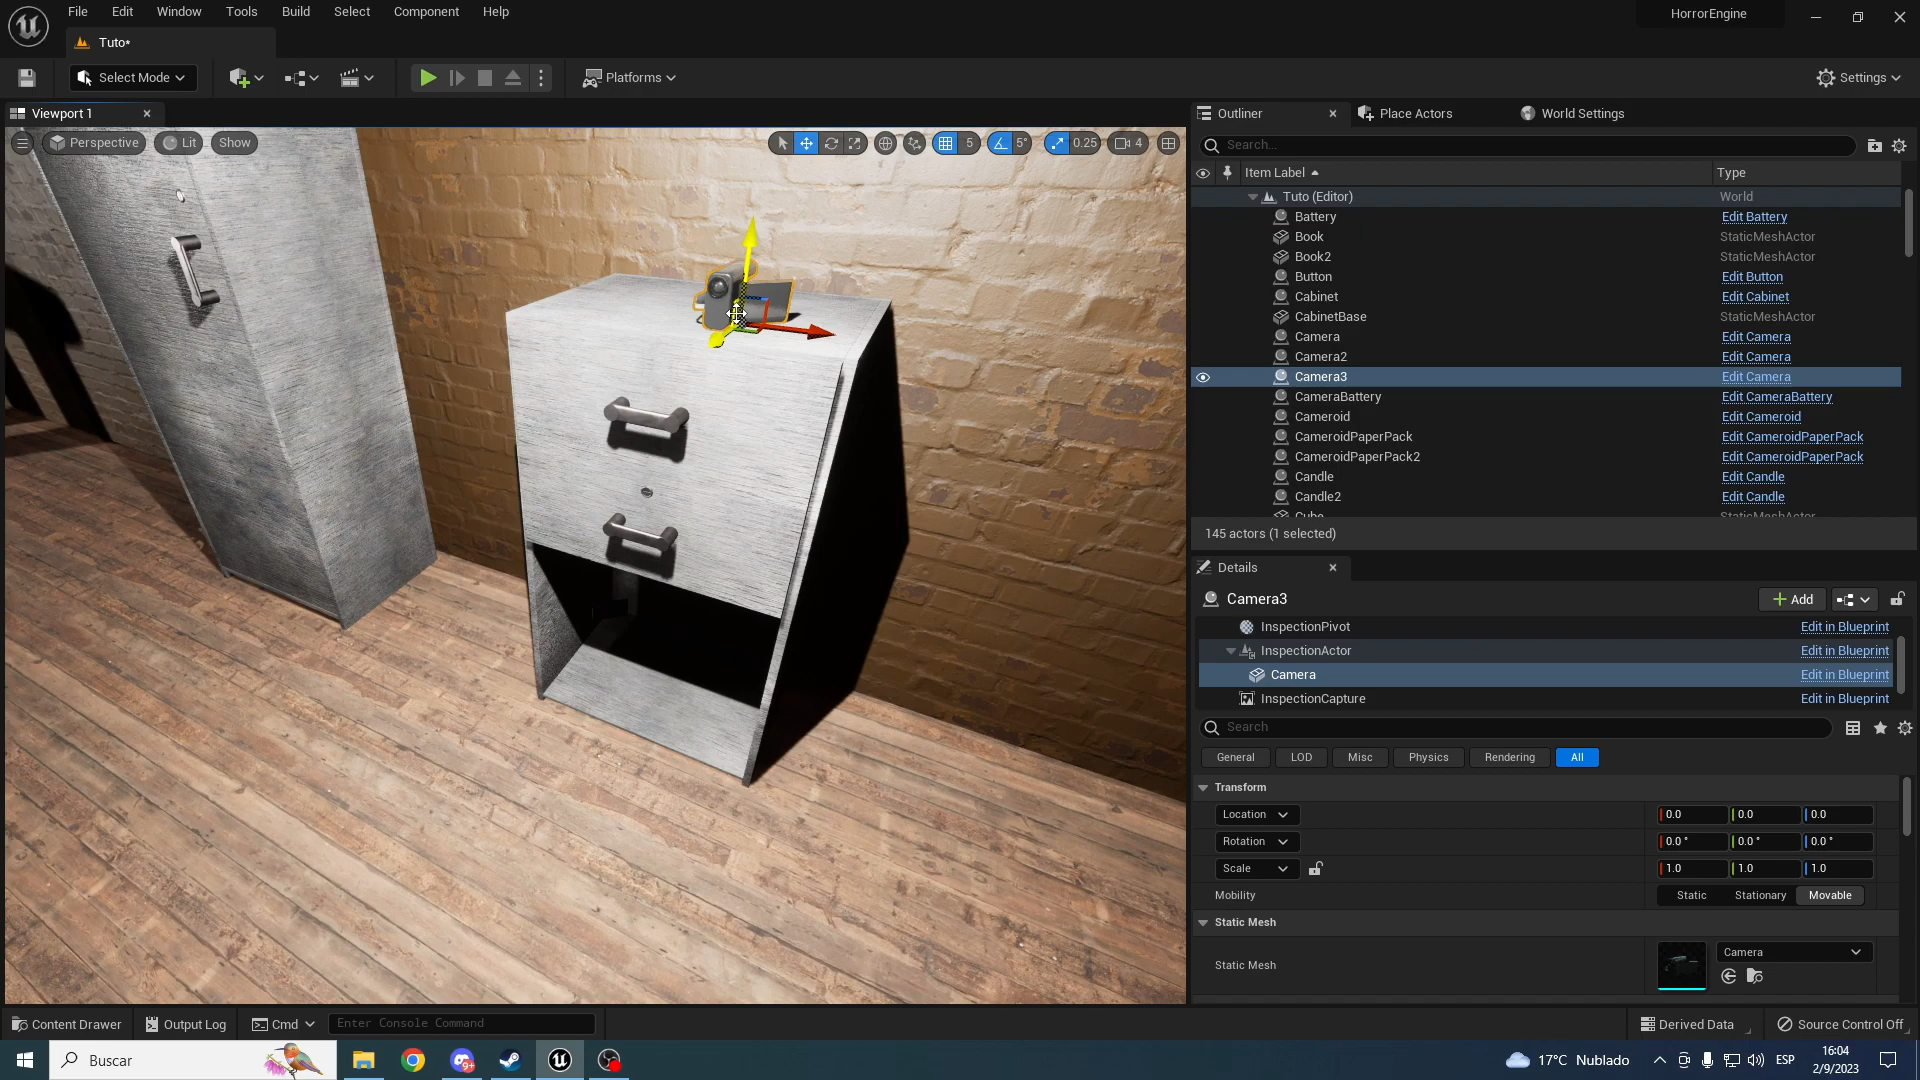 File Edit Window Tools Build Select Component Help
HorrorEngine
Tuto*
Select Mode
Platforms
Settings
Viewport 1
Perspective
Lit
Show
5
5°
0.25
4
Outliner
Place Actors
World Settings
Search...
Item Label
Type
Tuto (Editor) World
Battery Edit Battery
Book StaticMeshActor
Book2 StaticMeshActor
Button Edit Button
Cabinet Edit Cabinet
CabinetBase StaticMeshActor
Camera Edit Camera
Camera2 Edit Camera
Camera3 Edit Camera
CameraBattery Edit CameraBattery
Cameroid Edit Cameroid
CameroidPaperPack Edit CameroidPaperPack
CameroidPaperPack2 Edit CameroidPaperPack
Candle Edit Candle
Candle2 Edit Candle
Cube StaticMeshActor
145 actors (1 selected)
Details
Camera3
Add
InspectionPivot Edit in Blueprint
InspectionActor Edit in Blueprint
Camera Edit in Blueprint
InspectionCapture Edit in Blueprint
Search
General LOD Misc Physics Rendering All
Transform
Location 0.0 0.0 0.0
Rotation 0.0 ° 0.0 ° 0.0 °
Scale 1.0 1.0 1.0
Mobility Static Stationary Movable
Static Mesh
Static Mesh Camera
Content Drawer
Output Log
Cmd
Enter Console Command
Derived Data
Source Control Off
Buscar
9+
17°C Nublado
ESP
16:04
2/9/2023